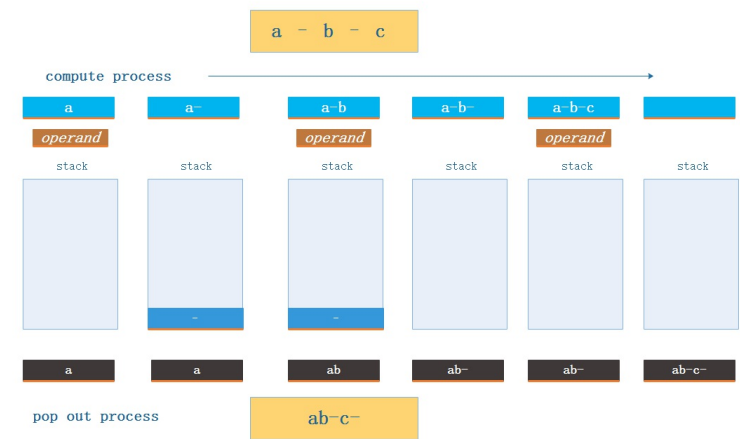 a - b - c
compute process
a a- a-b a-b- a-b-c
operand operand operand
stack stack stack stack stack stack
- -
a a ab ab- ab- ab-c-
pop out process
ab-c-